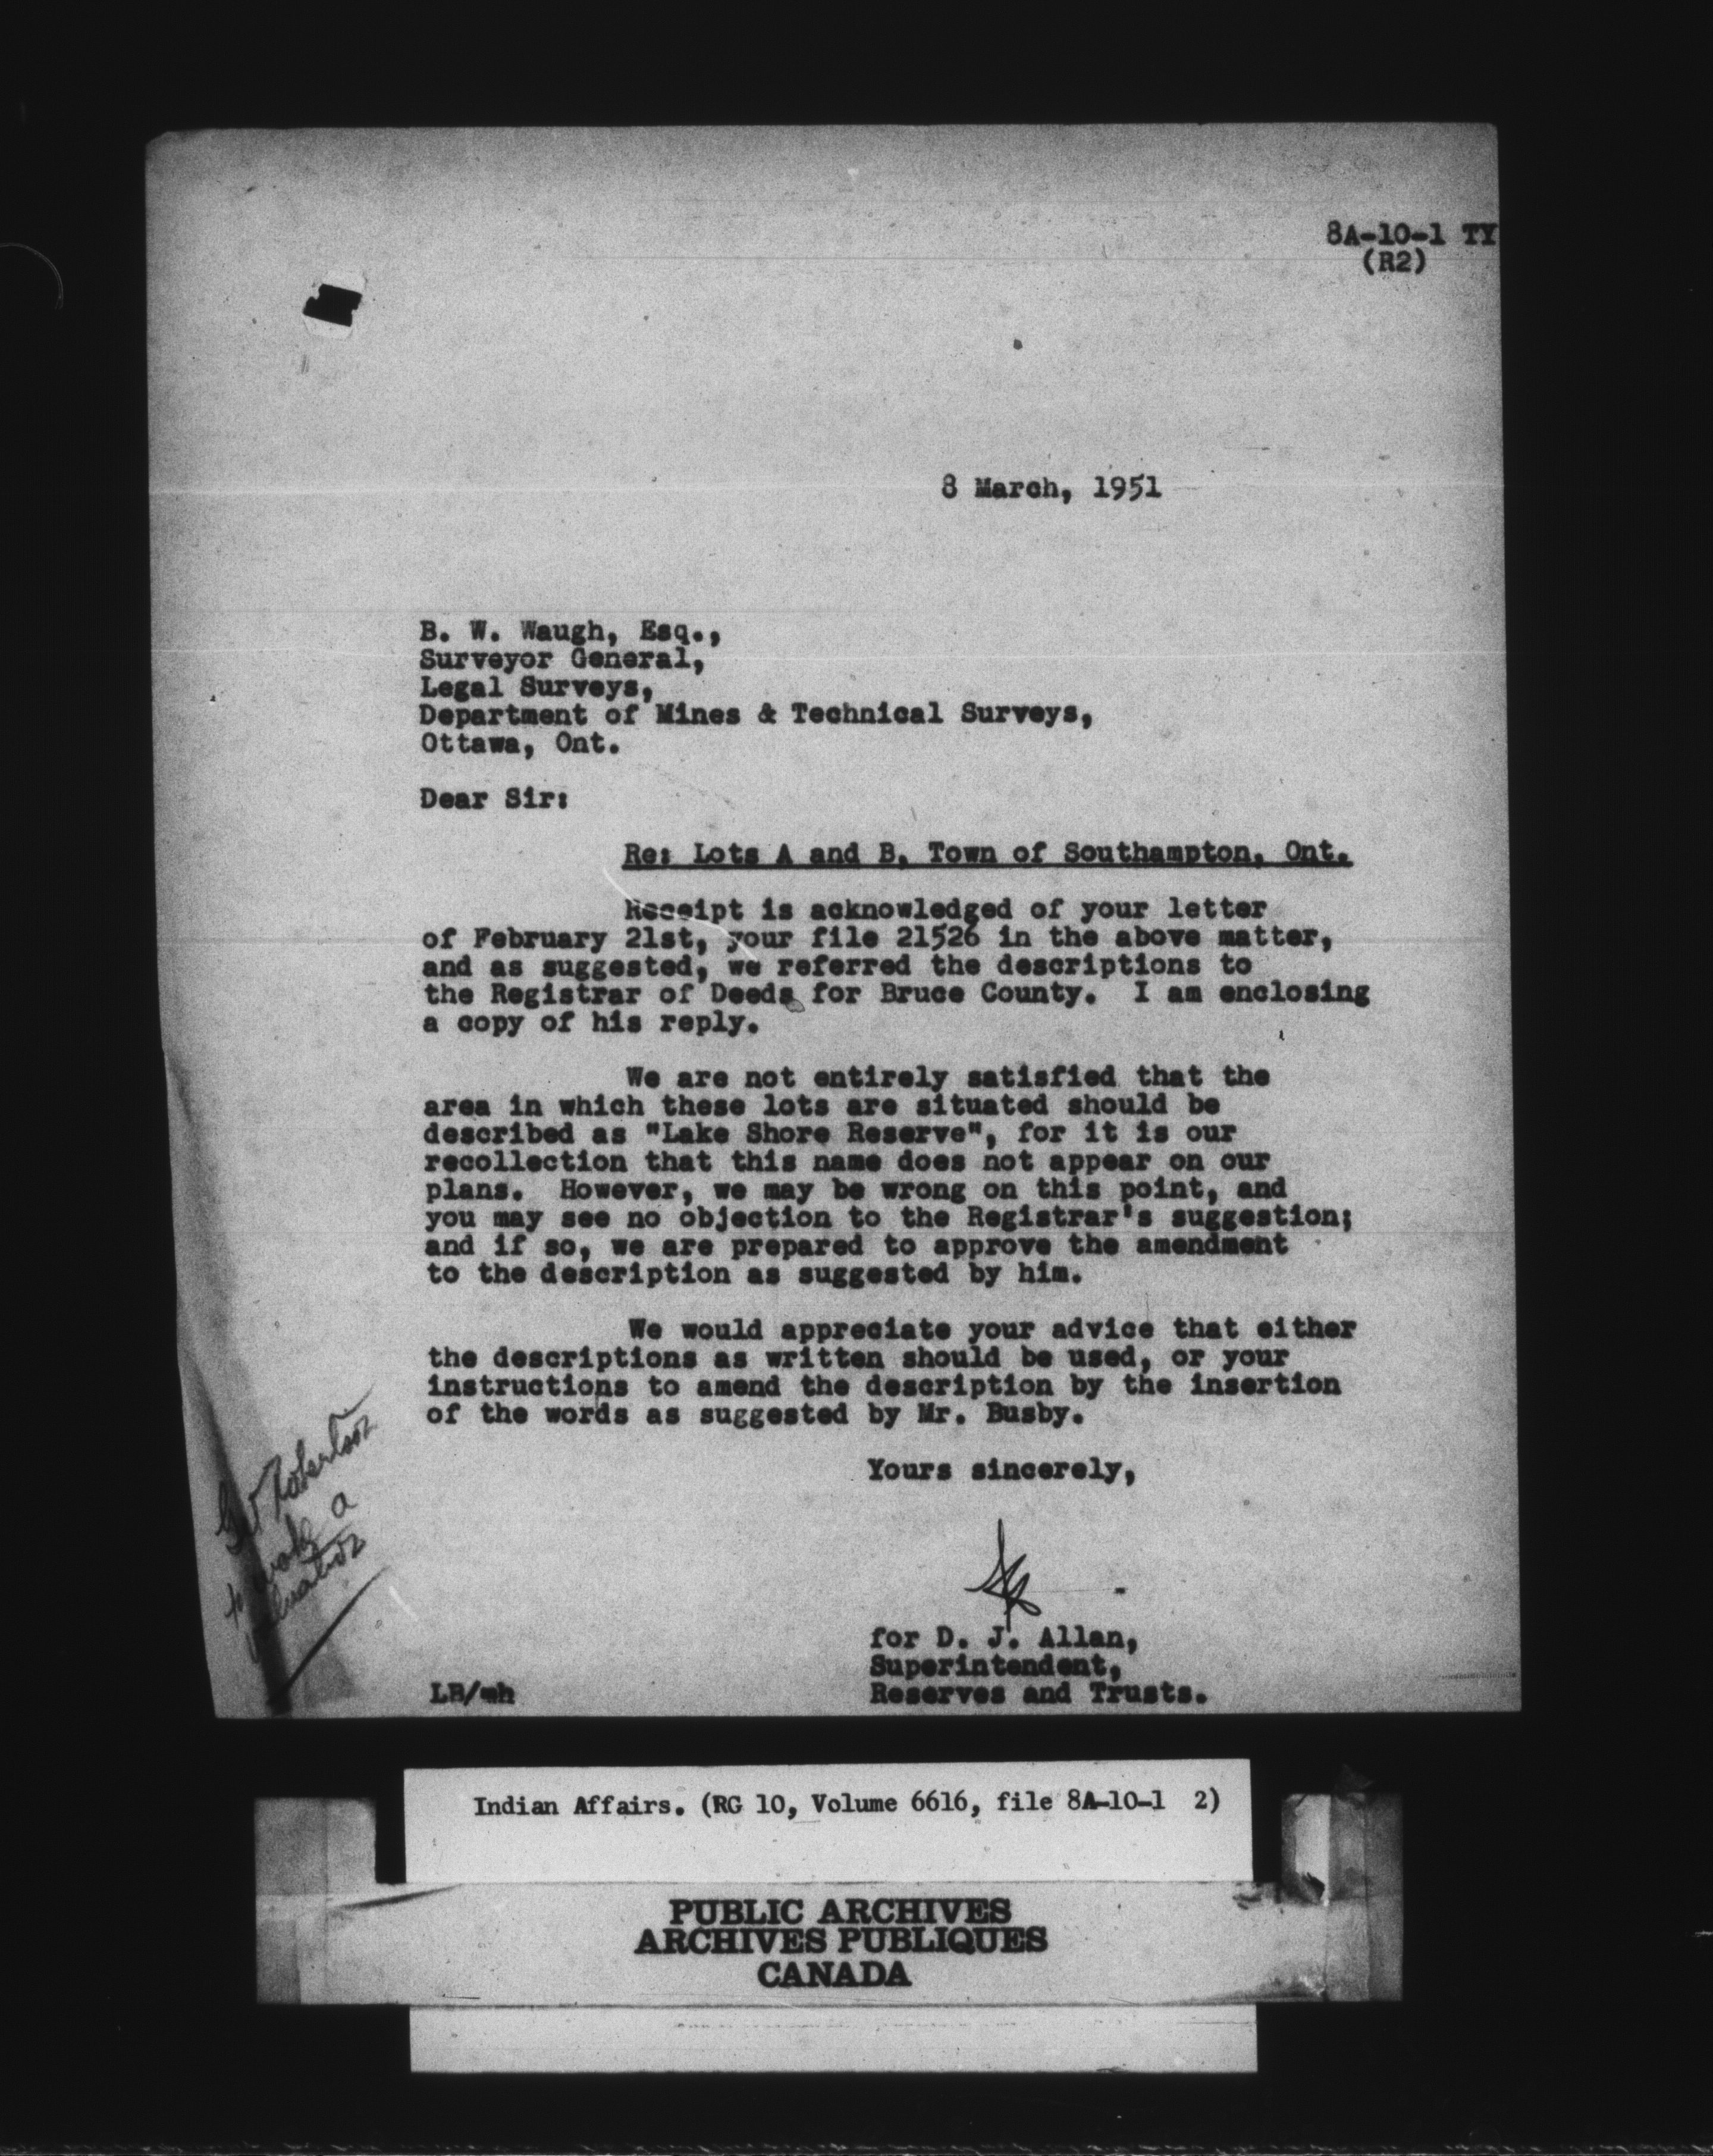 8A-10-1 TY
(R2)
8 March, 1951
B. W. Waugh, Esq.,
Surveyor General,
Legal Surveys,
Department of Mines & Technical Surveys,
Ottawa, Ont.
Dear Sir:
Re: Lots A and B, Town of Southampton, Ont.
Receipt is acknowledged of your letter
of February 21st, your file 21526 in the above matter,
and as suggested, we referred the descriptions to
the Registrar of Deeds for Bruce County. I am enclosing
a copy of his reply.
We are not entirely satisfied that the
area in which these lots are situated should be
described as "Lake Shore Reserve", for it is our
recollection that this name does not appear on our
plans. However, we may be wrong on this point, and
you may see no objection to the Registrar's suggestion;
and if so, we are prepared to approve the amendment
to the description as suggested by him.
We would appreciate your advice that either
the descriptions as written should be used, or your
instructions to amend the description by the insertion
of the words as suggested by Mr. Busby.
Yours sincerely,
Robertson
a
for D. J. Allan,
Superintendent,
Reserves and Trusts.
LB/mh
Indian Affairs. (RG 10, Volume 6616, file 8A-10-1 2)
PUBLIC ARCHIVES
ARCHIVES PUBLIQUES
CANADA